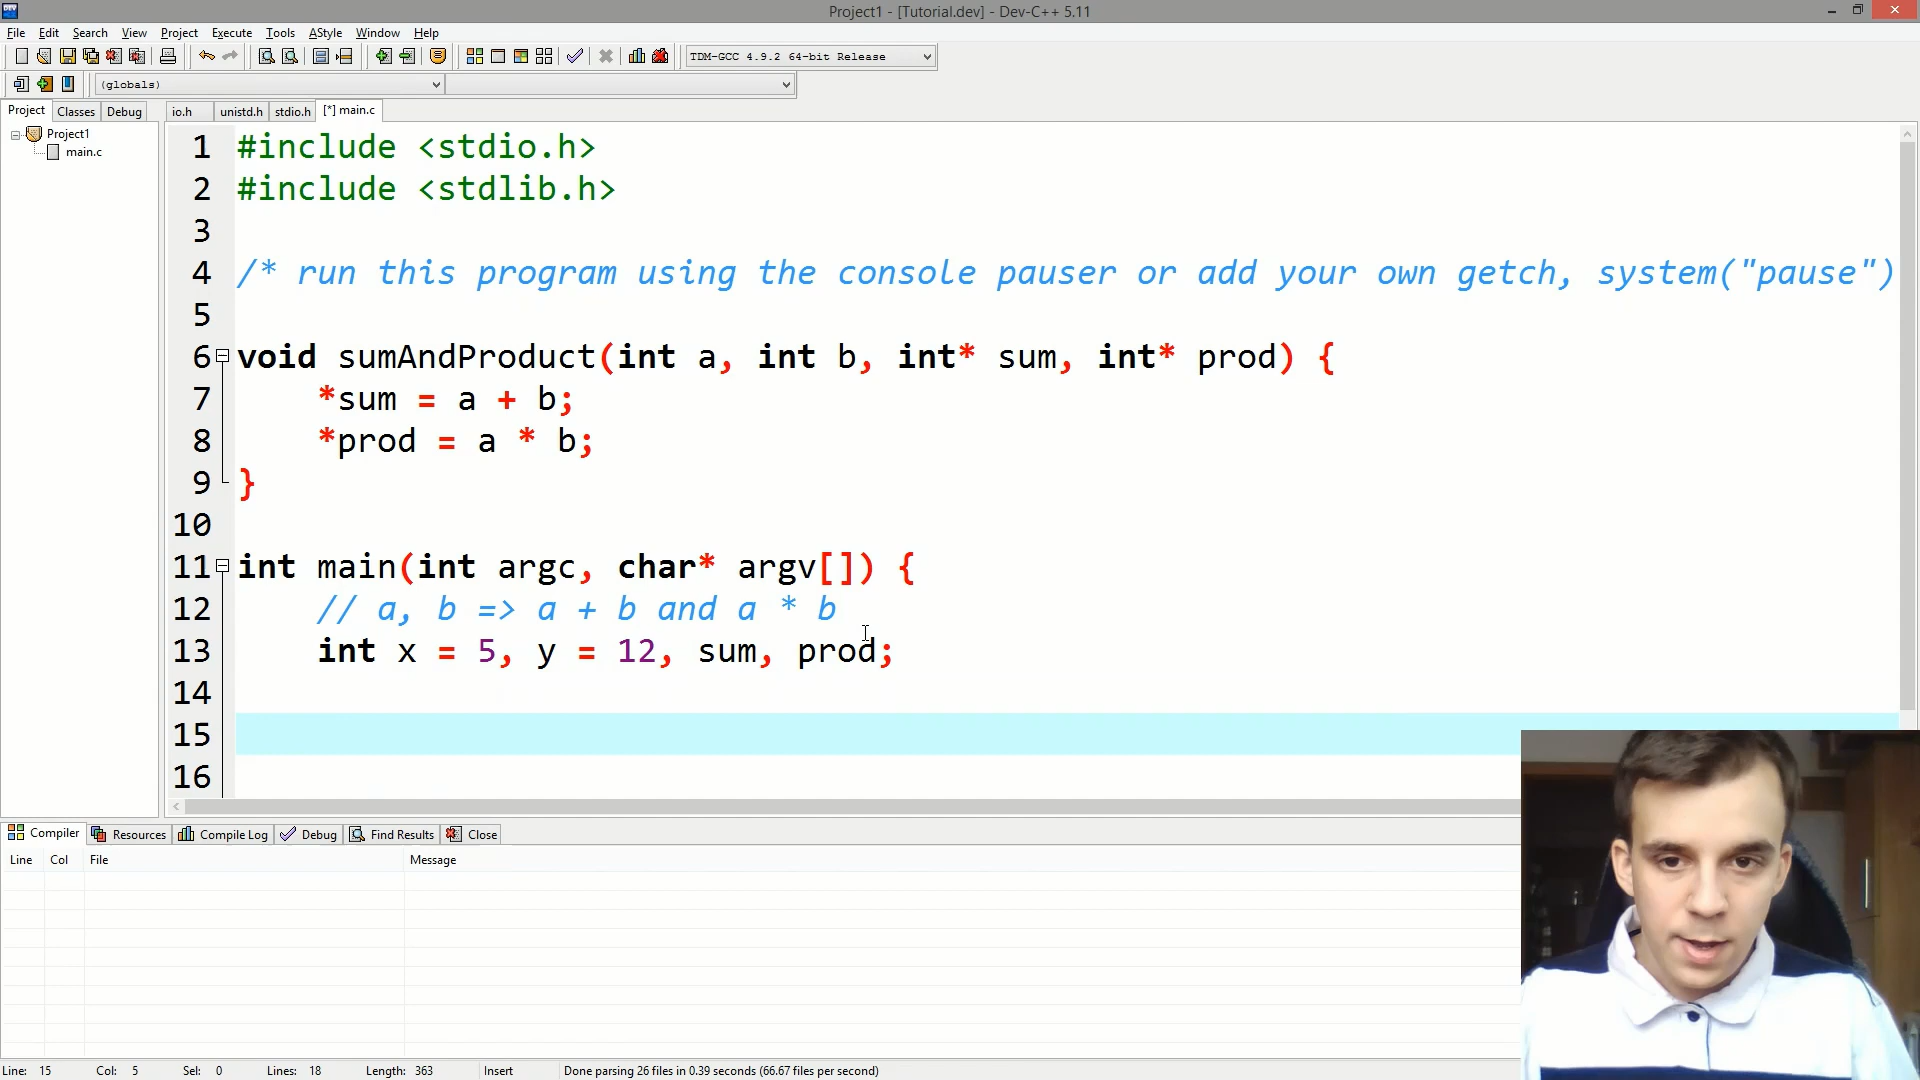 Project1 - [Tutorial.dev] - Dev-C++ 5.11
File Edit Search View Project Execute Tools AStyle Window Help
TDM-GCC 4.9.2 64-bit Release
(globals)
Project Classes Debug
io.h unistd.h stdio.h [*] main.c
Project1
main.c
1 #include <stdio.h>
2 #include <stdlib.h>
3
4 /* run this program using the console pauser or add your own getch, system("pause")
5
6 void sumAndProduct(int a, int b, int* sum, int* prod) {
7 *sum = a + b;
8 *prod = a * b;
9 }
10
11 int main(int argc, char* argv[]) {
12 // a, b => a + b and a * b
13 int x = 5, y = 12, sum, prod;
14
15
16
Compiler Resources Compile Log Debug Find Results Close
Line Col File Message
Line: 15 Col: 5 Sel: 0 Lines: 18 Length: 363 Insert Done parsing 26 files in 0.39 seconds (66.67 files per second)